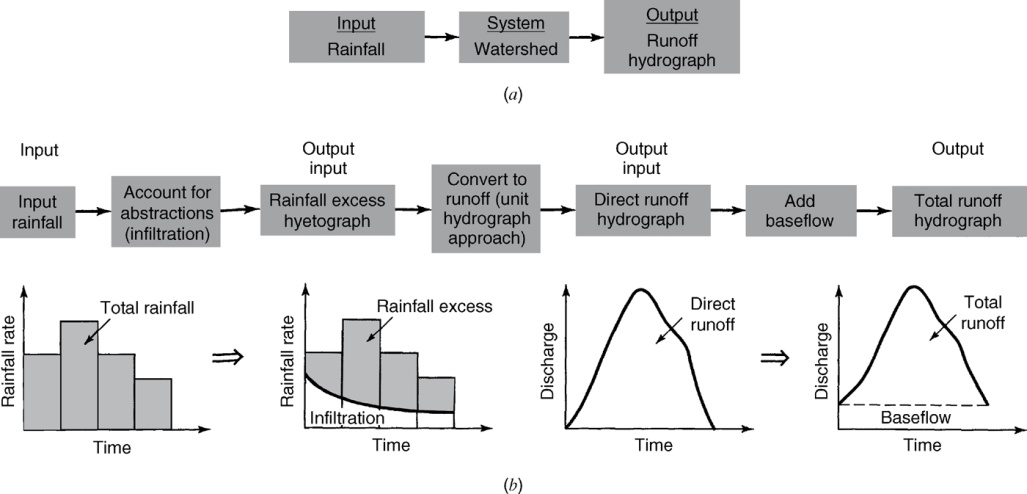 Input
Rainfall
System
Watershed
Output
Runoff
hydrograph
(a)
Input
Output
input
Output
input
Output
Input
rainfall
Account for
abstractions
(infiltration)
Rainfall excess
hyetograph
Convert to
runoff (unit
hydrograph
approach)
Direct runoff
hydrograph
Add
baseflow
Total runoff
hydrograph
Rainfall rate
Total rainfall
Time
Rainfall rate
Rainfall excess
Infiltration
Time
Discharge
Direct
runoff
Time
Discharge
Total
runoff
Baseflow
Time
(b)